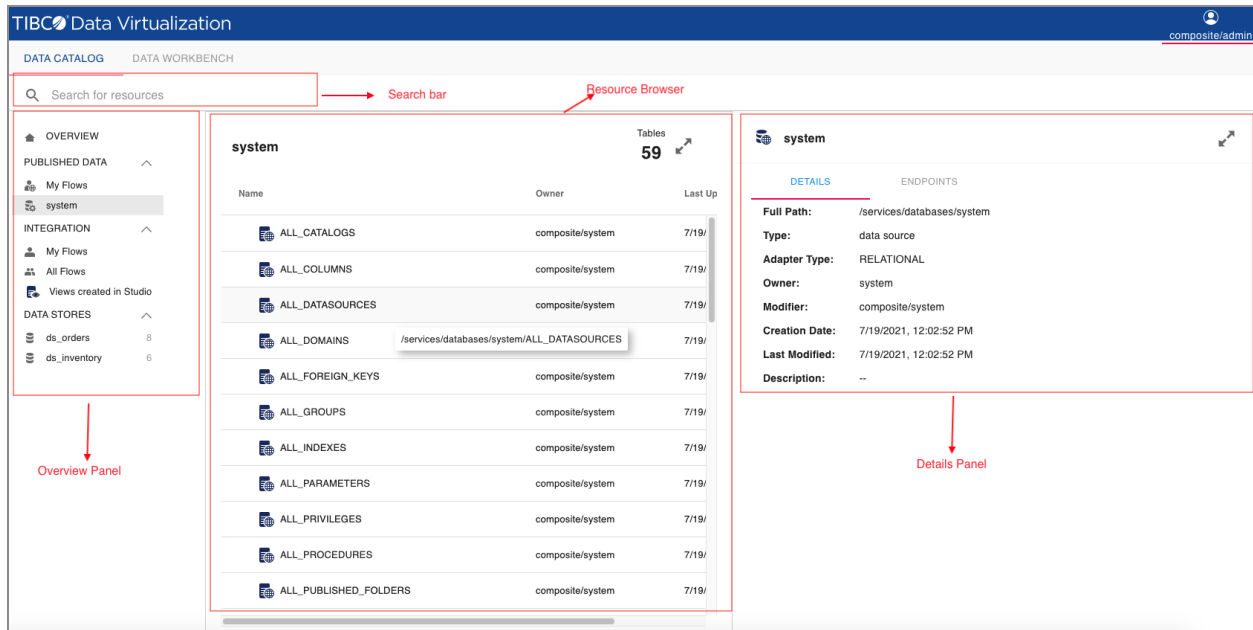 TIBCO Data Virtualization
composite/admin
DATA CATALOG DATA WORKBENCH
Search for resources
Search bar
Resource Browser
OVERVIEW
PUBLISHED DATA
My Flows
system
INTEGRATION
My Flows
All Flows
Views created in Studio
DATA STORES
ds_orders 8
ds_inventory 6
Overview Panel
system
Tables
59
Name Owner Last Up
ALL_CATALOGS composite/system 7/19/
ALL_COLUMNS composite/system 7/19/
ALL_DATASOURCES composite/system 7/19/
ALL_DOMAINS composite/system 7/19/
/services/databases/system/ALL_DATASOURCES
ALL_FOREIGN_KEYS composite/system 7/19/
ALL_GROUPS composite/system 7/19/
ALL_INDEXES composite/system 7/19/
ALL_PARAMETERS composite/system 7/19/
ALL_PRIVILEGES composite/system 7/19/
ALL_PROCEDURES composite/system 7/19/
ALL_PUBLISHED_FOLDERS composite/system 7/19/
system
DETAILS ENDPOINTS
Full Path: /services/databases/system
Type: data source
Adapter Type: RELATIONAL
Owner: system
Modifier: composite/system
Creation Date: 7/19/2021, 12:02:52 PM
Last Modified: 7/19/2021, 12:02:52 PM
Description: --
Details Panel